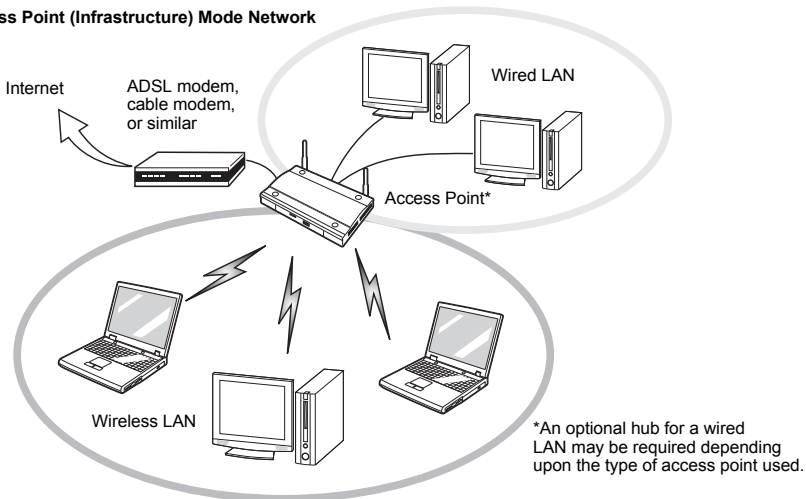 ss Point (Infrastructure) Mode Network
Internet
ADSL modem,
cable modem,
or similar
Wired LAN
Access Point*
Wireless LAN
*An optional hub for a wired
LAN may be required depending
upon the type of access point used.